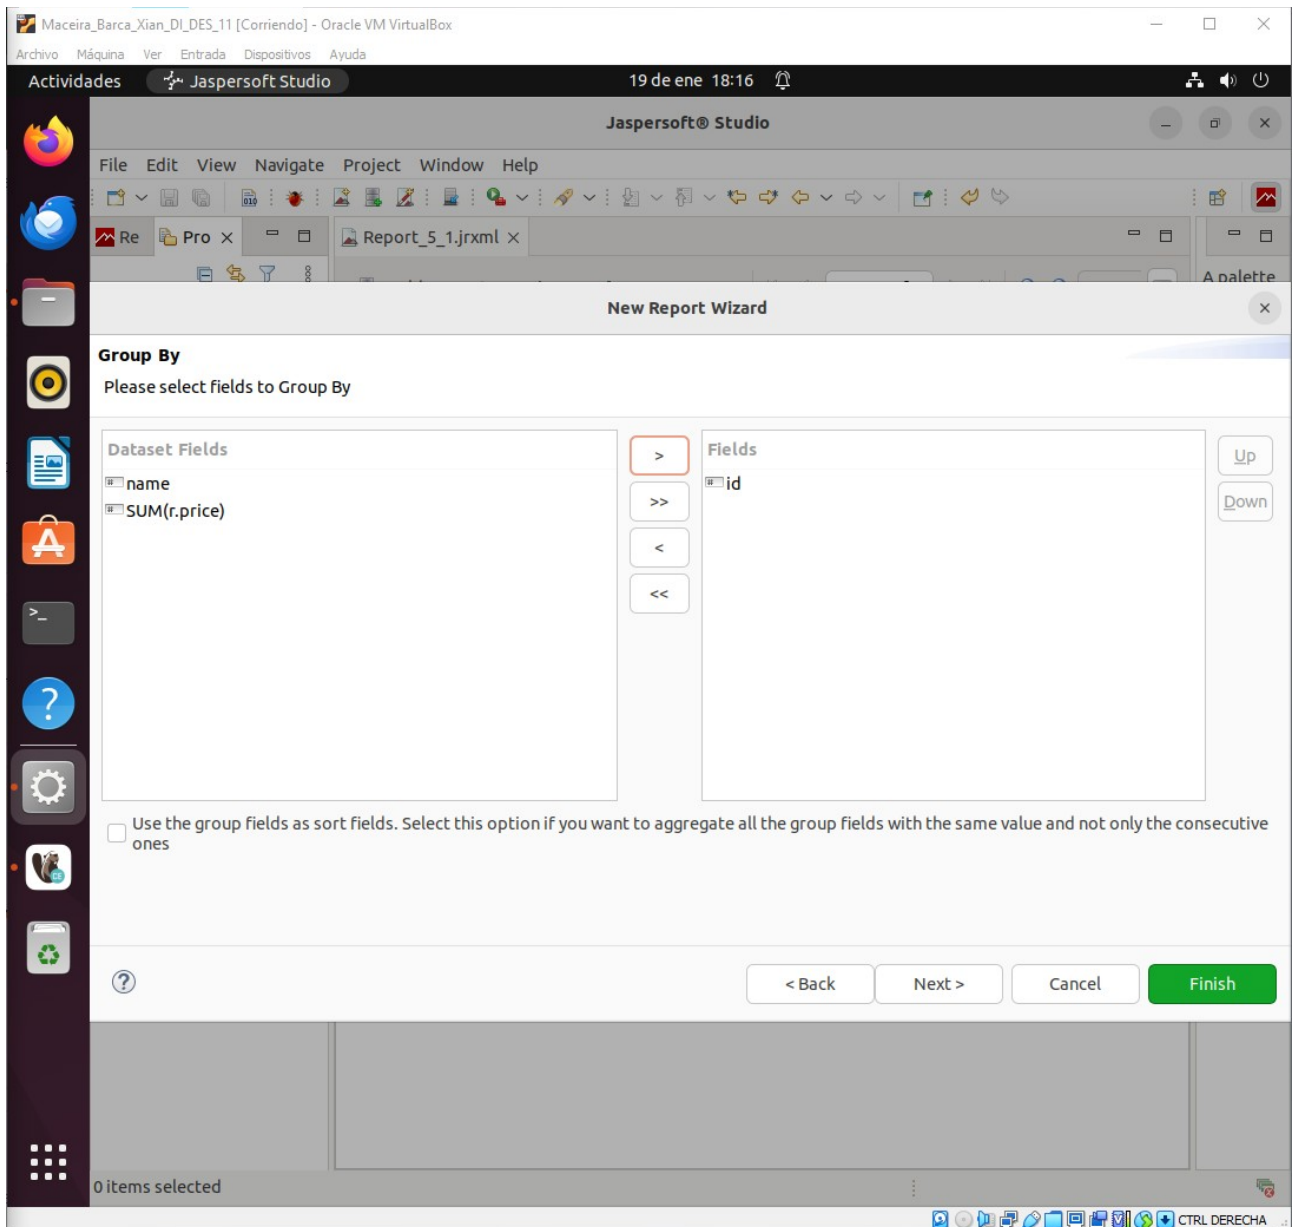 Maceira_Barca_Xian_DI_DES_11 [Corriendo] - Oracle VM VirtualBox
Archivo Máquina Ver Entrada Dispositivos Ayuda
Actividades Jaspersoft Studio 19 de ene 18:16
Jaspersoft® Studio
File Edit View Navigate Project Window Help
Re Pro Report_5_1.jrxml
A palette
New Report Wizard
Group By
Please select fields to Group By
Dataset Fields > Fields Up
name id
SUM(r.price) >> Down
<
<<
Use the group fields as sort fields. Select this option if you want to aggregate all the group fields with the same value and not only the consecutive
ones
< Back Next > Cancel Finish
0 items selected
CTRL DERECHA